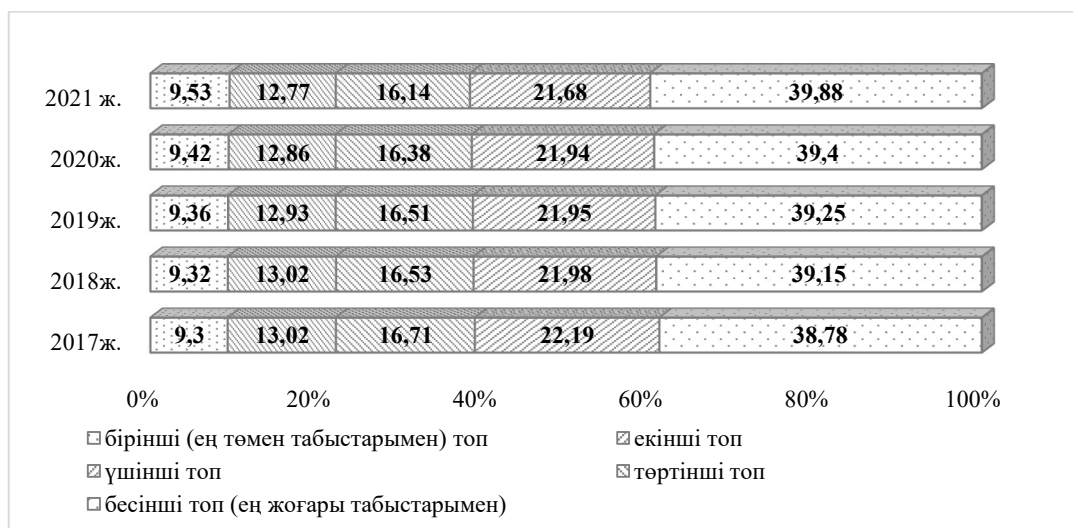 2021 ж. 9,53 12,77 16,14 21,68 39,88
2020ж. 9,42 12,86 16,38 21,94 39,4
2019ж. 9,36 12,93 16,51 21,95 39,25
2018ж. 9,32 13,02 16,53 21,98 39,15
2017ж. 9,3 13,02 16,71 22,19 38,78
0% 20% 40% 60% 80% 100%
бірінші (ең төмен табыстарымен) топ екінші топ
үшінші топ төртінші топ
бесінші топ (ең жоғары табыстарымен)